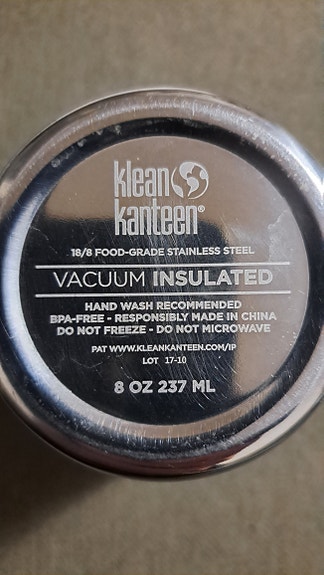 klean
kanteen®
18/8 FOOD-GRADE STAINLESS STEEL
VACUUM INSULATED
HAND WASH RECOMMENDED
BPA-FREE - RESPONSIBLY MADE IN CHINA
DO NOT FREEZE - DO NOT MICROWAVE
PAT WWW.KLEANKANTEEN.COM/IP
LOT 17-10
8 OZ 237 ML